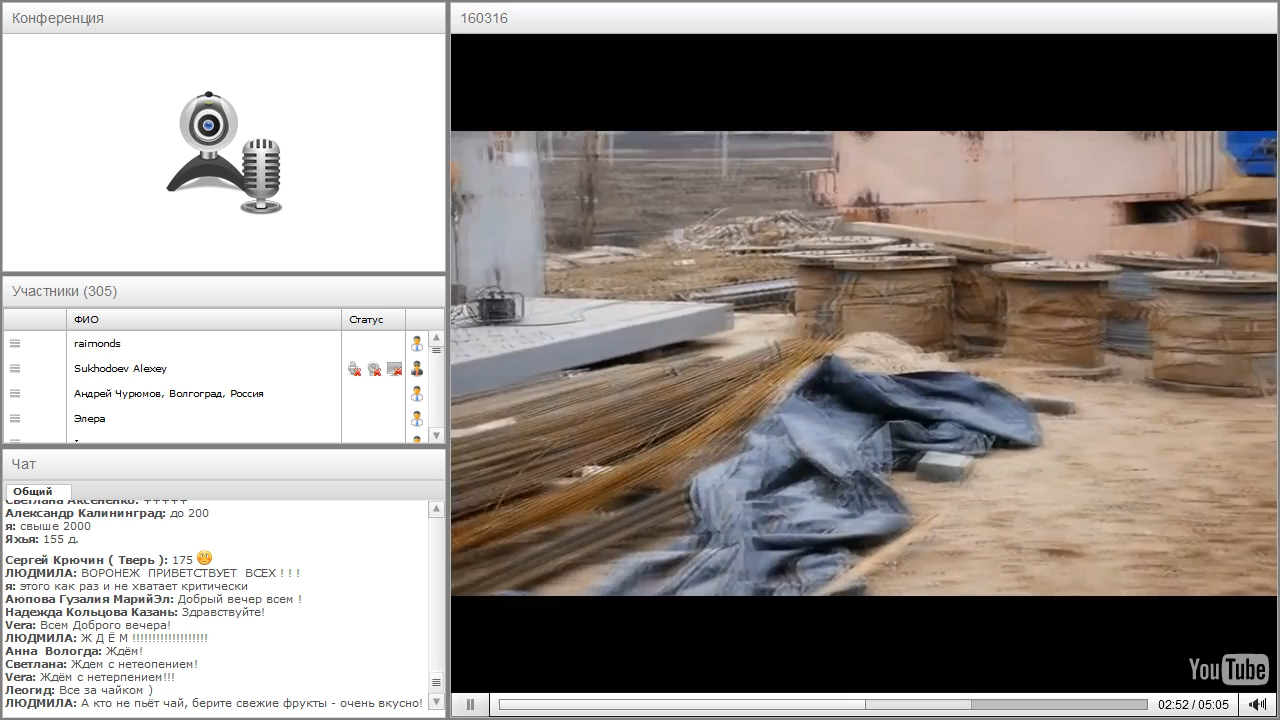 Конференция
160316
Участники (305)
ФИО
Статус
raimonds
Sukhodoev Alexey
Андрей Чурюмов, Волгоград, Россия
Элера
Чат
Общий
Светлана Аксененко: +++++
Александр Калининград: до 200
я: свыше 2000
Яхья: 155 д.
Сергей Крючин ( Тверь ): 175
ЛЮДМИЛА: ВОРОНЕЖ ПРИВЕТСТВУЕТ ВСЕХ ! ! !
я: этого как раз и не хватает критически
Аюпова Гузалия МарийЭл: Добрый вечер всем !
Надежда Кольцова Казань: Здравствуйте!
Vera: Всем Доброго вечера!
ЛЮДМИЛА: Ж Д Ё М !!!!!!!!!!!!!!!!!!!
Анна Вологда: Ждём!
Светлана: Ждем с нетеопением!
Vera: Ждём с нетерпением!!!
Леогид: Все за чайком )
ЛЮДМИЛА: А кто не пьёт чай, берите свежие фрукты - очень вкусно!
YouTube
02:52 / 05:05